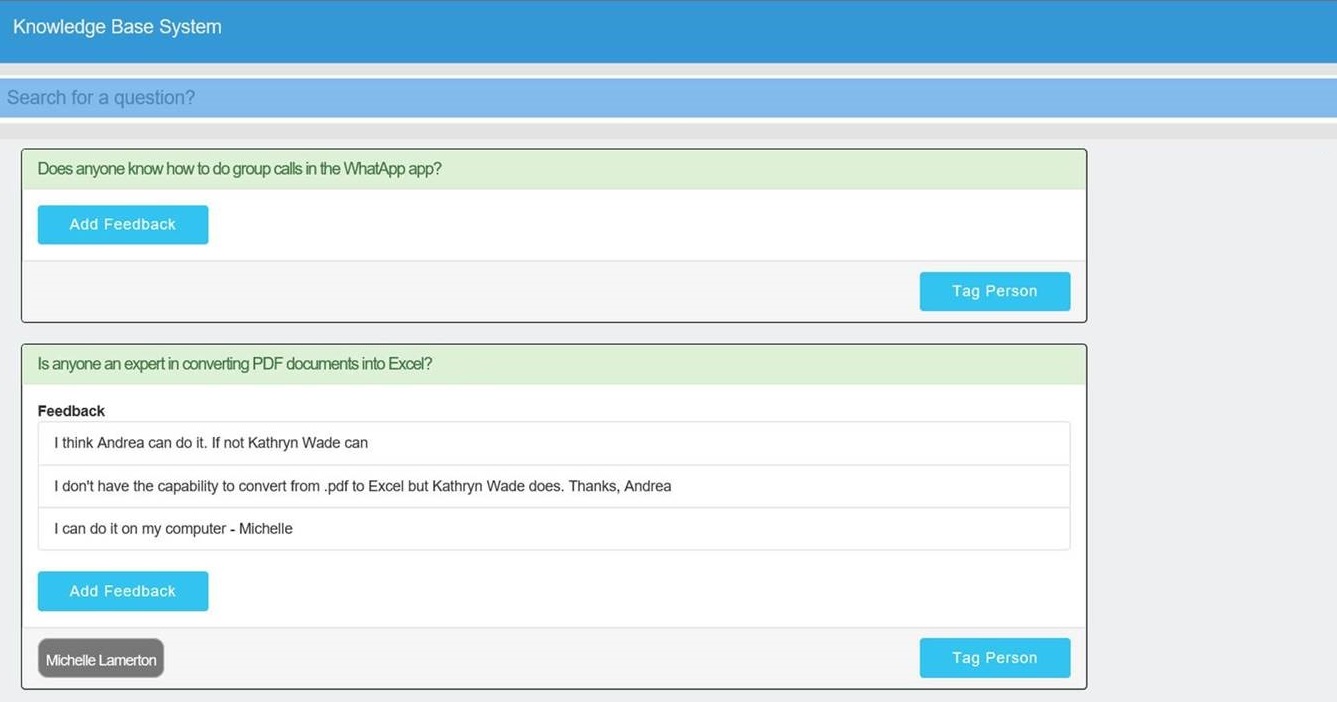 Knowledge Base System
Search for a question?
Does anyone know how to do group calls in the WhatApp app?
Add Feedback
Tag Person
Is anyone an expert in converting PDF documents into Excel?
Feedback
I think Andrea can do it. If not Kathryn Wade can
I don't have the capability to convert from .pdf to Excel but Kathryn Wade does. Thanks, Andrea
I can do it on my computer - Michelle
Add Feedback
Michelle Lamerton
Tag Person